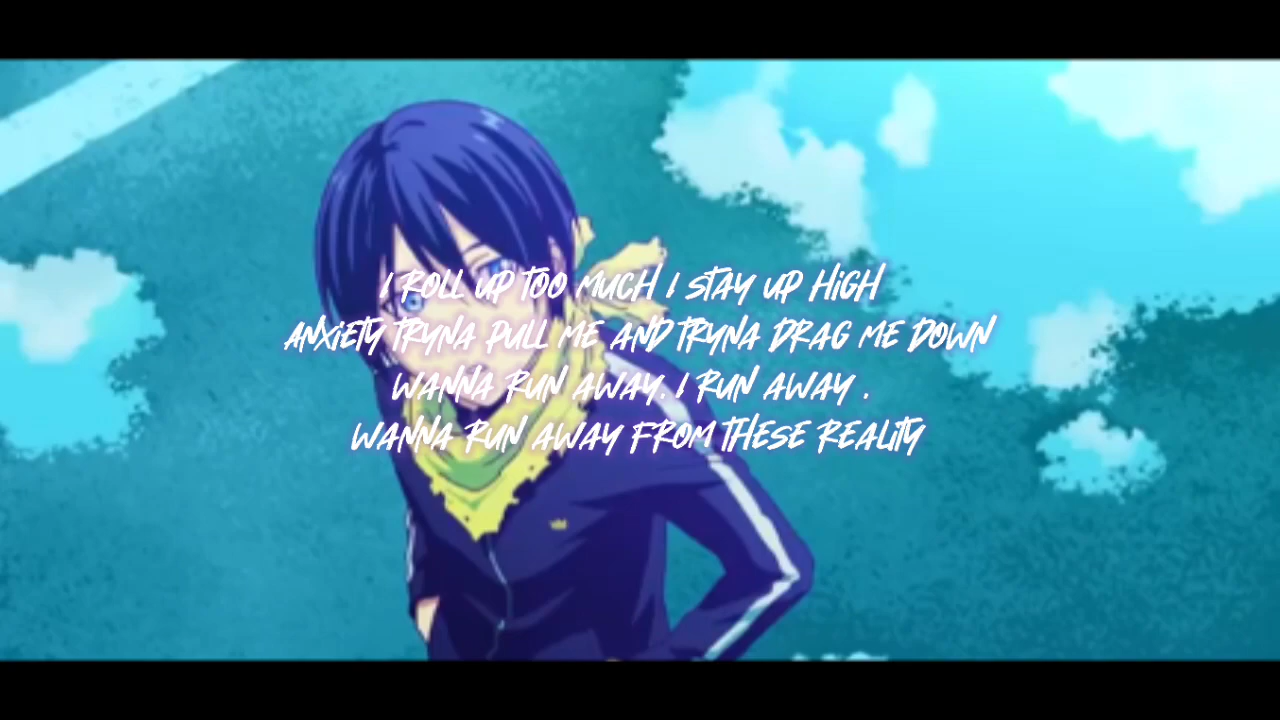 I ROLL UP TOO MUCH I STAY UP HIGH
ANXIETY TRYNA PULL ME AND TRYNA DRAG ME DOWN
WANNA RUN AWAY. I RUN AWAY .
WANNA RUN AWAY FROM THESE REALITY